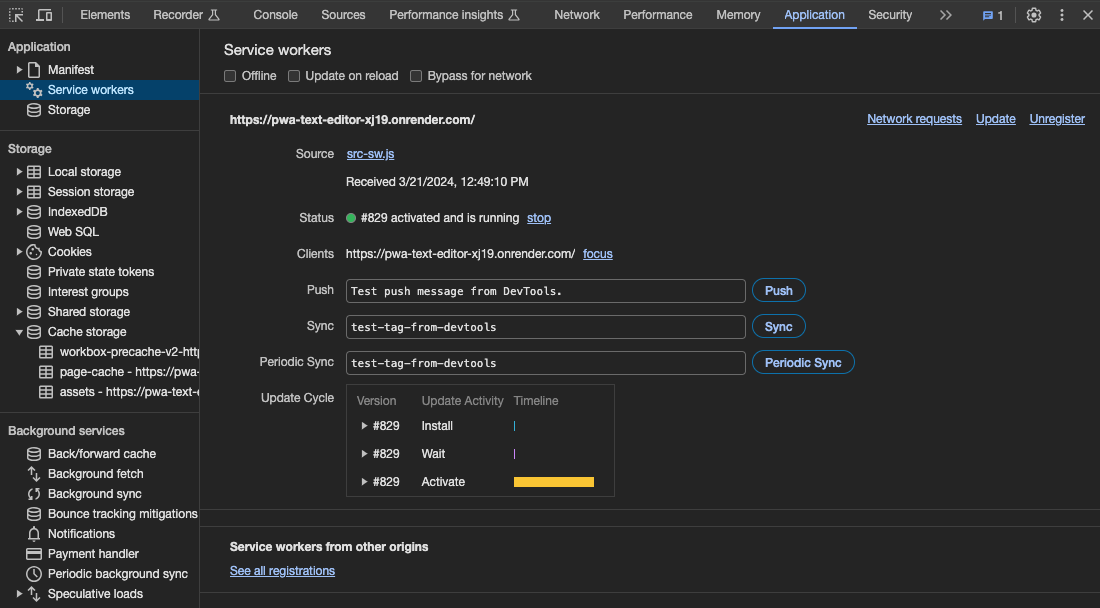 Elements Recorder Console Sources Performance insights Network Performance Memory Application Security 1
Application
Manifest
Service workers
Storage
Storage
Local storage
Session storage
IndexedDB
Web SQL
Cookies
Private state tokens
Interest groups
Shared storage
Cache storage
workbox-precache-v2-http
page-cache - https://pwa-
assets - https://pwa-text-e
Background services
Back/forward cache
Background fetch
Background sync
Bounce tracking mitigations
Notifications
Payment handler
Periodic background sync
Speculative loads
Service workers
Offline Update on reload Bypass for network
https://pwa-text-editor-xj19.onrender.com/ Network requests Update Unregister
Source src-sw.js
Received 3/21/2024, 12:49:10 PM
Status #829 activated and is running stop
Clients https://pwa-text-editor-xj19.onrender.com/ focus
Push Test push message from DevTools. Push
Sync test-tag-from-devtools Sync
Periodic Sync test-tag-from-devtools Periodic Sync
Update Cycle Version Update Activity Timeline
#829 Install
#829 Wait
#829 Activate
Service workers from other origins
See all registrations